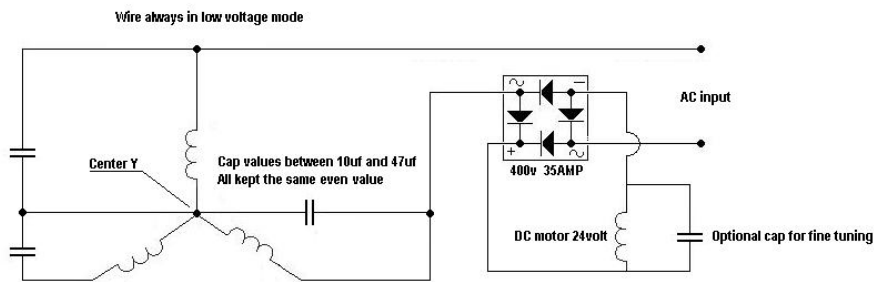 Wire always in low voltage mode
AC input
Center Y
Cap values between 10uf and 47uf
All kept the same even value
+
400v 35AMP
DC motor 24volt
Optional cap for fine tuning